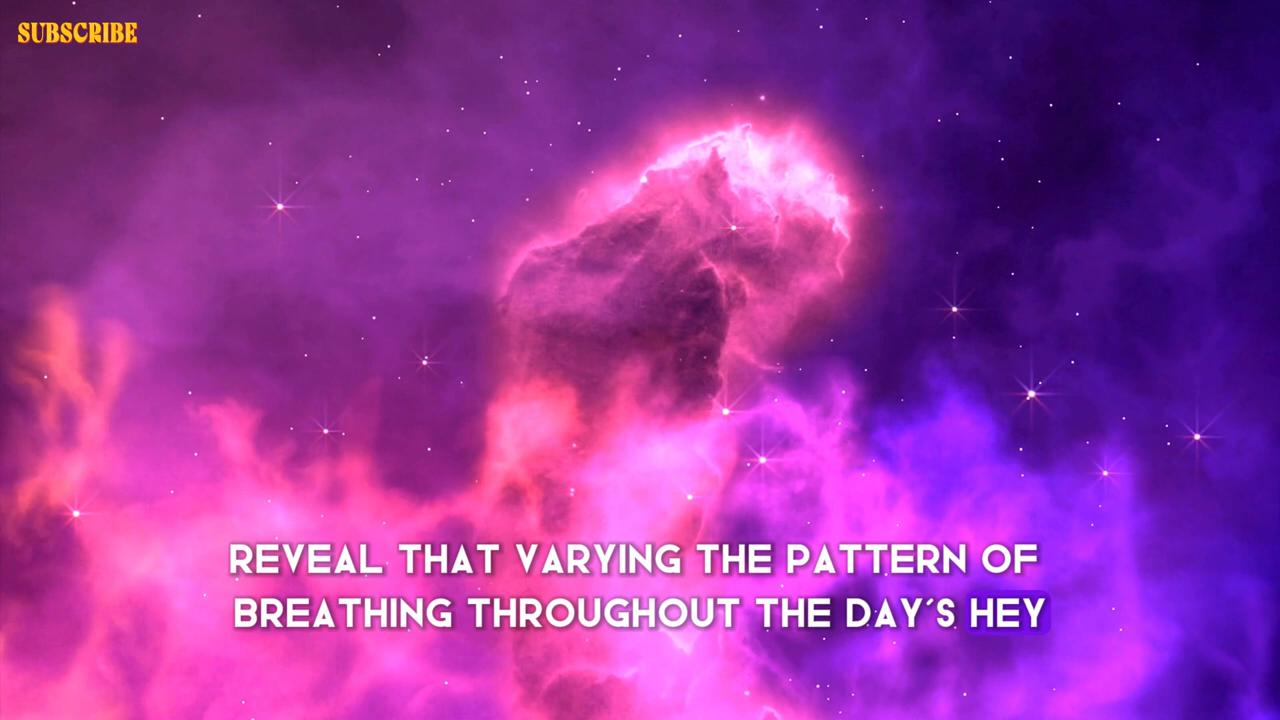 SUBSCRIBE
REVEAL THAT VARYING THE PATTERN OF
BREATHING THROUGHOUT THE DAY'S HEY